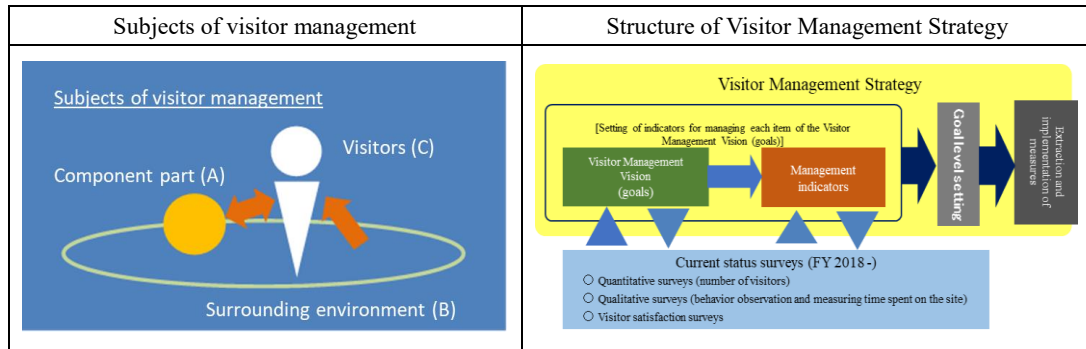 Subjects of visitor management
Structure of Visitor Management Strategy
Subjects of visitor management
Visitors (C)
Component part (A)
Surrounding environment (B)
Visitor Management Strategy
[Setting of indicators for managing each item of the Visitor
Management Vision (goals)]
Visitor Management
Vision
(goals)
Management
indicators
Goal level setting
Extraction and
implementation of
measures
Current status surveys (FY 2018 -)
○ Quantitative surveys (number of visitors)
○ Qualitative surveys (behavior observation and measuring time spent on the site)
○ Visitor satisfaction surveys